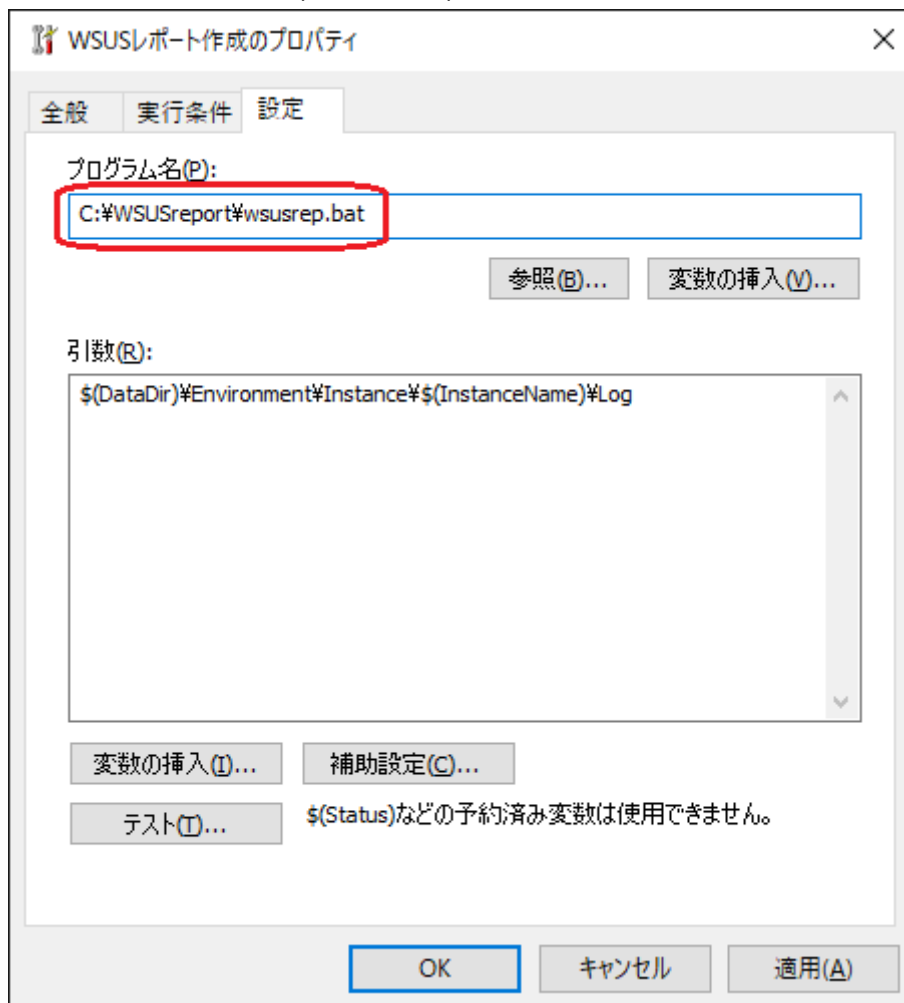 WSUSレポート作成のプロパティ
全般 実行条件 設定
プログラム名(P):
C:¥WSUSreport¥wsusrep.bat
参照(B)... 変数の挿入(V)...
引数(R):
$(DataDir)¥Environment¥Instance¥$(InstanceName)¥Log
変数の挿入(I)... 補助設定(C)...
テスト(T)... $(Status)などの予約済み変数は使用できません。
OK キャンセル 適用(A)